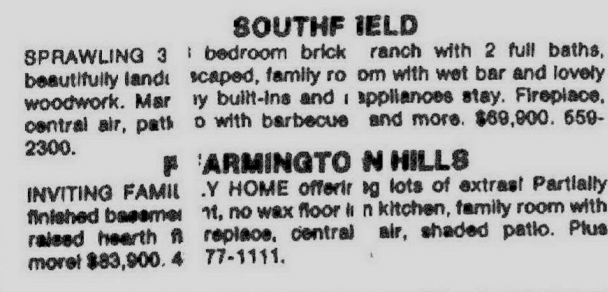 SOUTHFIELD
SPRAWLING 3 bedroom brick ranch with 2 full baths,
beautifully landscaped, family room with wet bar and lovely
woodwork. Many built-ins and appliances stay. Fireplace,
central air, patio with barbecue and more. $69,900. 559-
2300.
FARMINGTON HILLS
INVITING FAMILY HOME offering lots of extras! Partially
finished basement, no wax floor in kitchen, family room with
raised hearth fireplace, central air, shaded patio. Plus
more! $83,900. 477-1111.